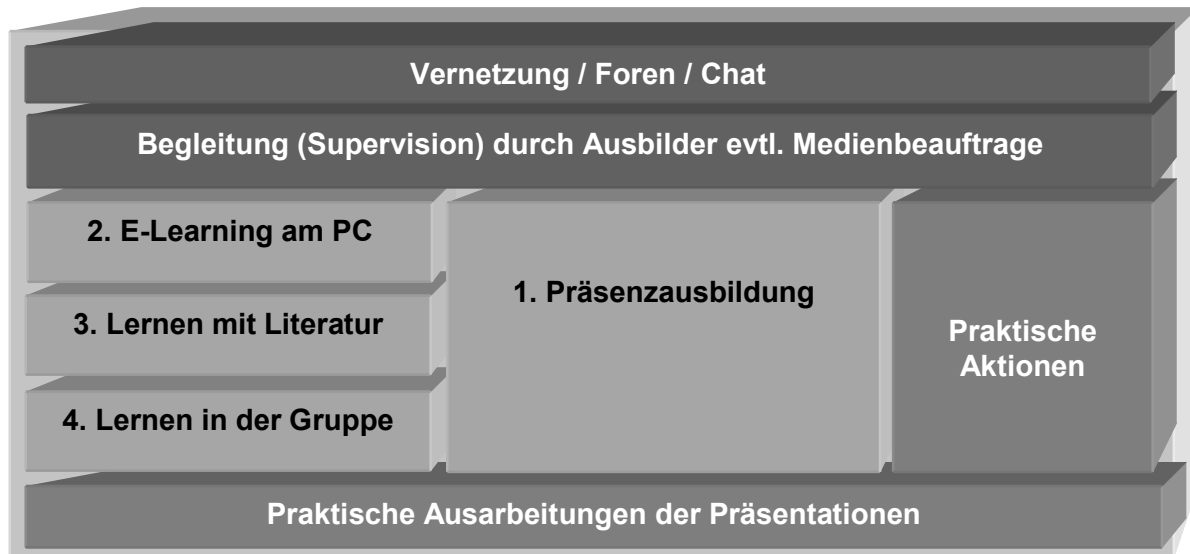 Vernetzung / Foren / Chat
Begleitung (Supervision) durch Ausbilder evtl. Medienbeauftrage
2. E-Learning am PC
3. Lernen mit Literatur
4. Lernen in der Gruppe
1. Präsenzausbildung
Praktische
Aktionen
Praktische Ausarbeitungen der Präsentationen